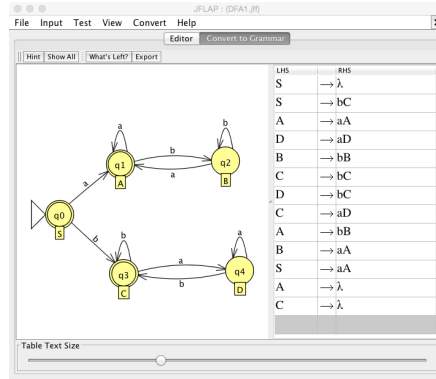 JFLAP : (DFA1.jff)
File Input Test View Convert Help
Editor Convert to Grammar
Hint Show All What's Left? Export
a
b
b
q1
q2
a
A
B
a
q0
S
b
b
a
a
q3
q4
b
C
D
LHS RHS
S → λ
S → bC
A → aA
D → aD
B → bB
C → bC
D → bC
C → aD
A → bB
B → aA
S → aA
A → λ
C → λ
Table Text Size